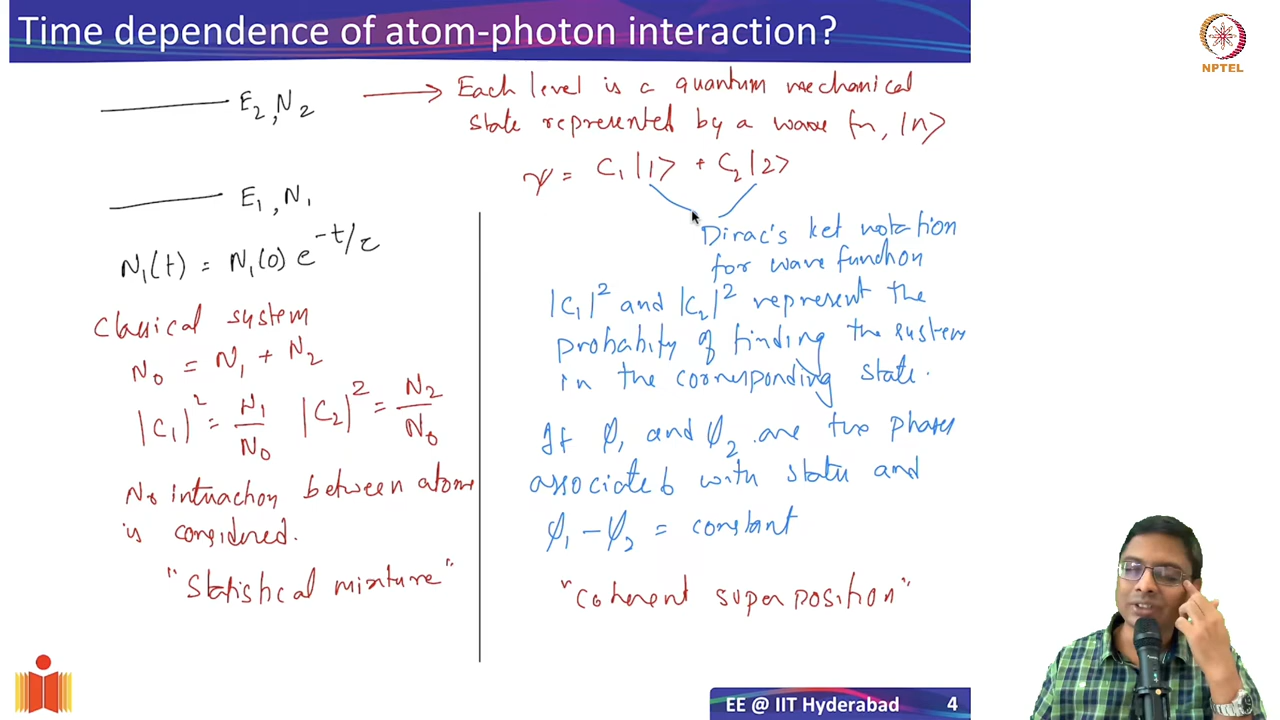 Time dependence of atom-photon interaction?
NPTEL
E₂, N₂
Each level is a quantum mechanical
state represented by a wave fn, |n>
ψ = C₁|1> + C₂|2>
E₁, N₁
N₁(t) = N₁(0) e^{-t/τ}
Classical system
N₀ = N₁ + N₂
|C₁|² = N₁/N₀ |C₂|² = N₂/N₀
No interaction between atoms
is considered.
"Statistical mixture"
Dirac's ket notation
for wave function
|C₁|² and |C₂|² represent the
probability of finding the system
in the corresponding state.
If φ₁ and φ₂ are two phases
associated with states and
φ₁ - φ₂ = constant
"Coherent superposition"
EE @ IIT Hyderabad 4